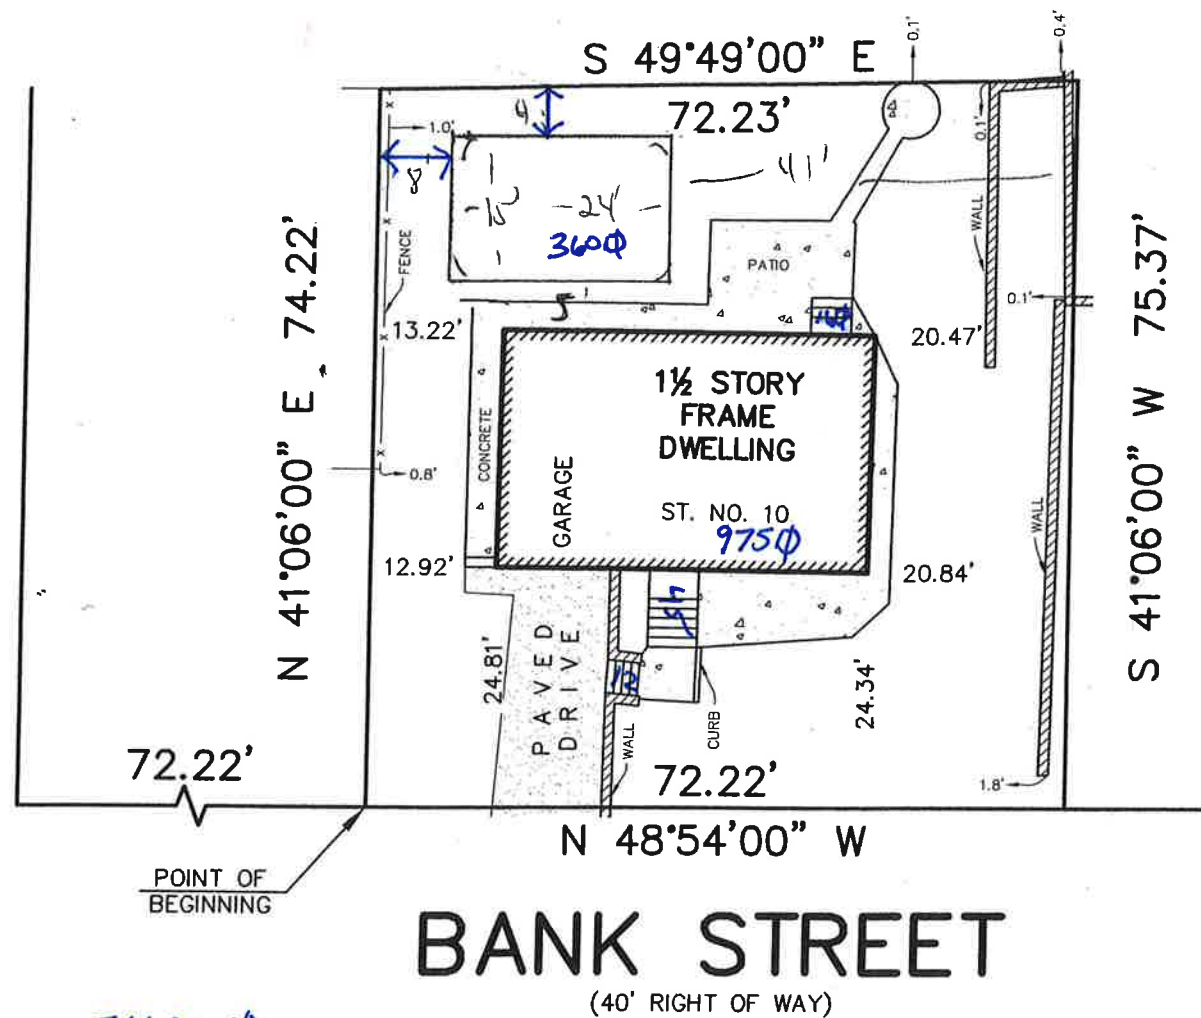 S 49°49'00" E
0.1'
0.4'
72.23'
1.0'
8'
15' 24'
360⌀
41'
0.1'
WALL
FENCE
PATIO
N 41°06'00" E 74.22'
S 41°06'00" W 75.37'
0.1'
5'
13.22'
20.47'
1½ STORY
FRAME
DWELLING
CONCRETE
GARAGE
0.8'
ST. NO. 10
975⌀
WALL
12.92'
20.84'
24.81'
PAVED
DRIVE
12
24.34'
WALL
CURB
72.22'
72.22'
1.8'
N 48°54'00" W
POINT OF
BEGINNING
BANK STREET
(40' RIGHT OF WAY)